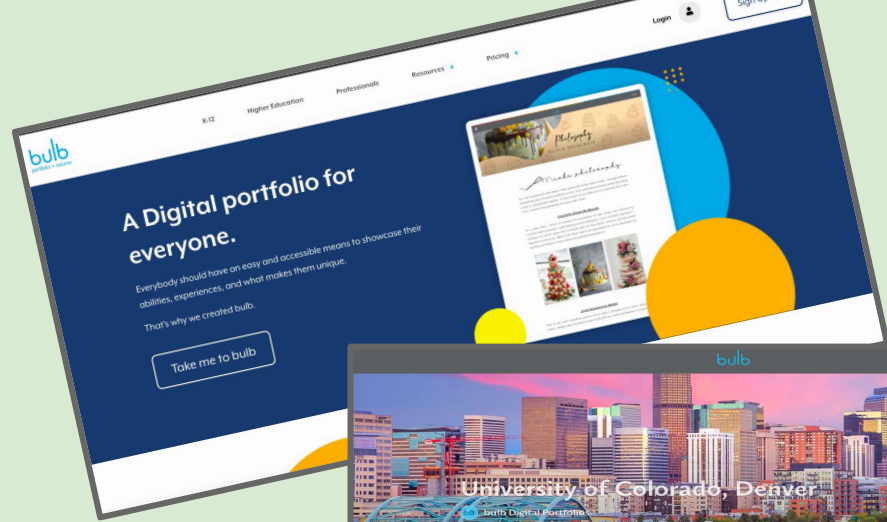 Login
Sign Up
K-12
Higher Education
Professionals
Resources +
Pricing +
bulb
A Digital portfolio for
everyone.
Everybody should have an easy and accessible means to showcase their
abilities, experiences, and what makes them unique.
That's why we created bulb.
Take me to bulb
Philosophy
bulb
University of Colorado, Denver
bulb Digital Portfolios